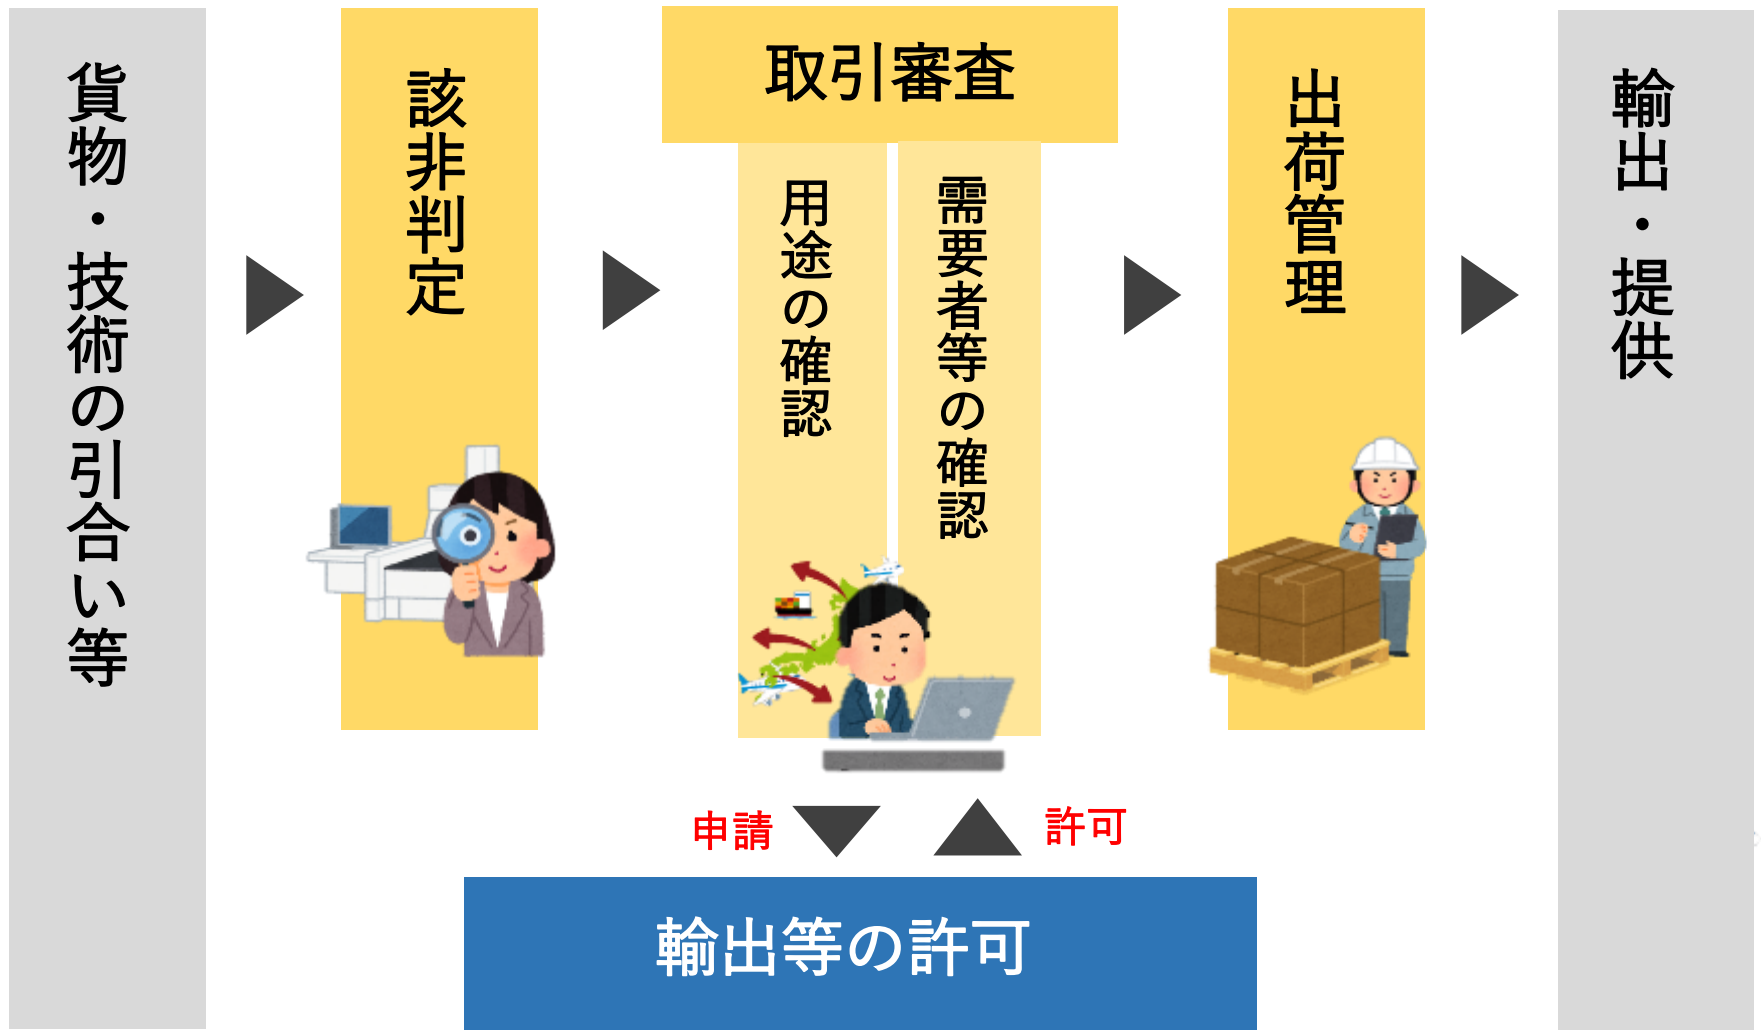 貨物・技術の引合い等
該非判定
取引審査
用途の確認
需要者等の確認
出荷管理
輸出・提供
申請
許可
輸出等の許可